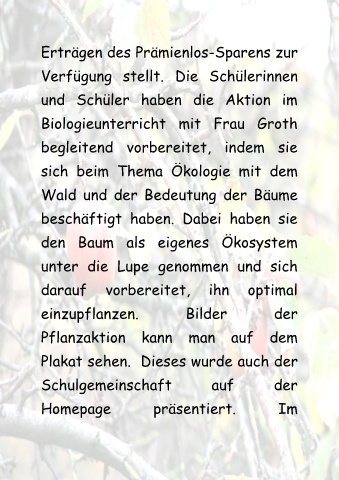 Erträgen des Prämienlos-Sparens zur
Verfügung stellt. Die Schülerinnen
und Schüler haben die Aktion im
Biologieunterricht mit Frau Groth
begleitend vorbereitet, indem sie
sich beim Thema Ökologie mit dem
Wald und der Bedeutung der Bäume
beschäftigt haben. Dabei haben sie
den Baum als eigenes Ökosystem
unter die Lupe genommen und sich
darauf vorbereitet, ihn optimal
einzupflanzen. Bilder der
Pflanzaktion kann man auf dem
Plakat sehen. Dieses wurde auch der
Schulgemeinschaft auf der
Homepage präsentiert. Im